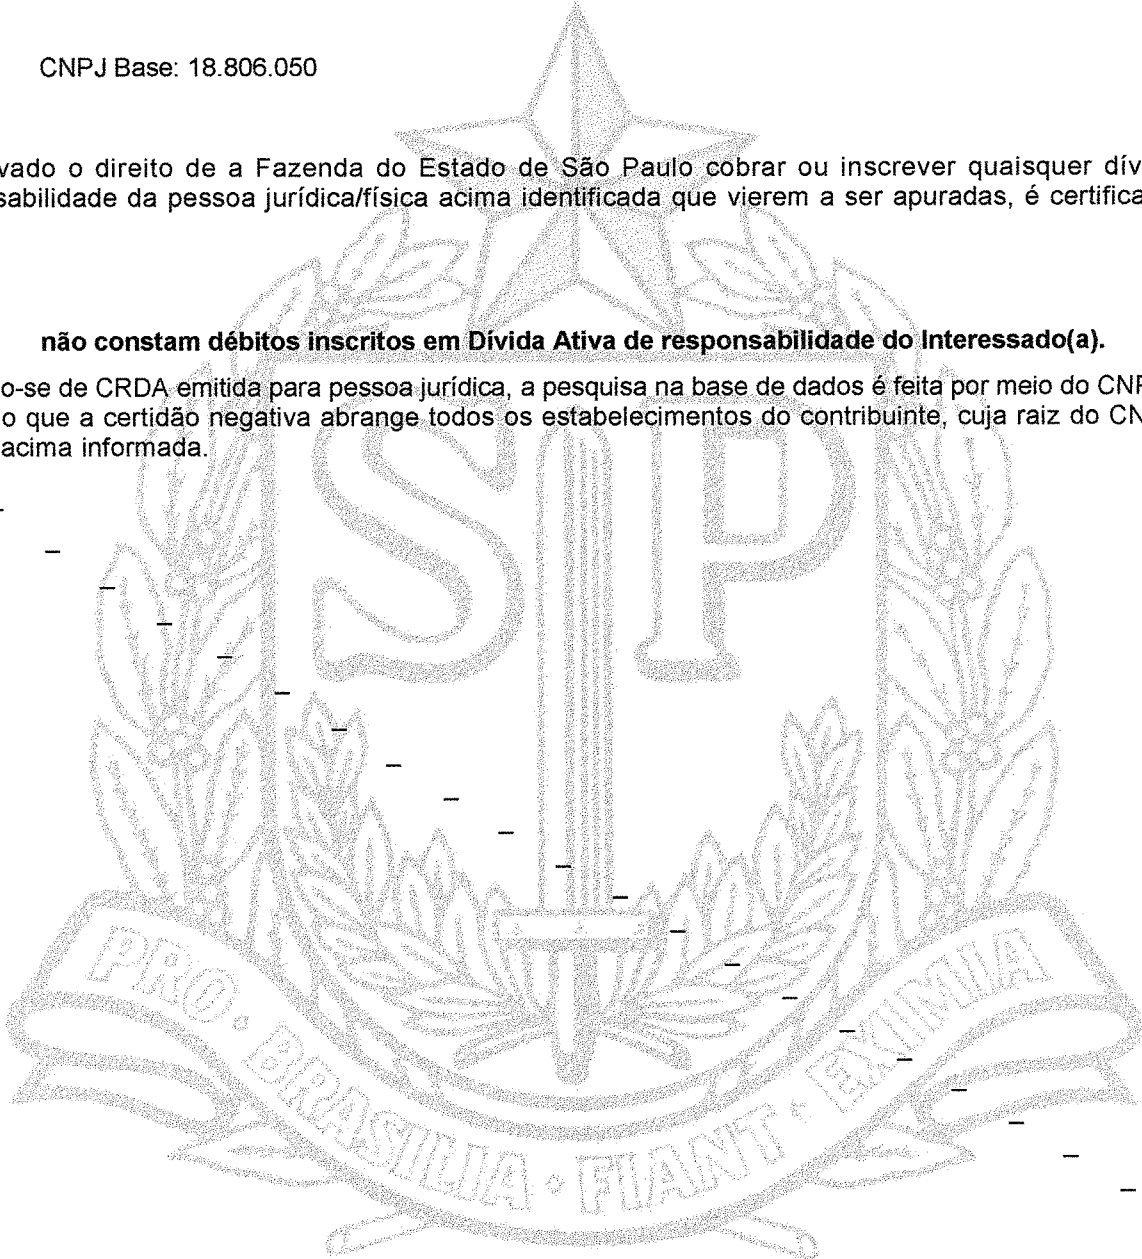 CNPJ Base: 18.806.050
vado o direito de a Fazenda do Estado de São Paulo cobrar ou inscrever quaisquer dív
sabilidade da pessoa jurídica/física acima identificada que vierem a ser apuradas, é certifica
não constam débitos inscritos em Dívida Ativa de responsabilidade do Interessado(a).
o-se de CRDA emitida para pessoa jurídica, a pesquisa na base de dados é feita por meio do CNP
o que a certidão negativa abrange todos os estabelecimentos do contribuinte, cuja raiz do CN
acima informada.
SP
PRO · BRASILIA · FIANT · EXIMIA